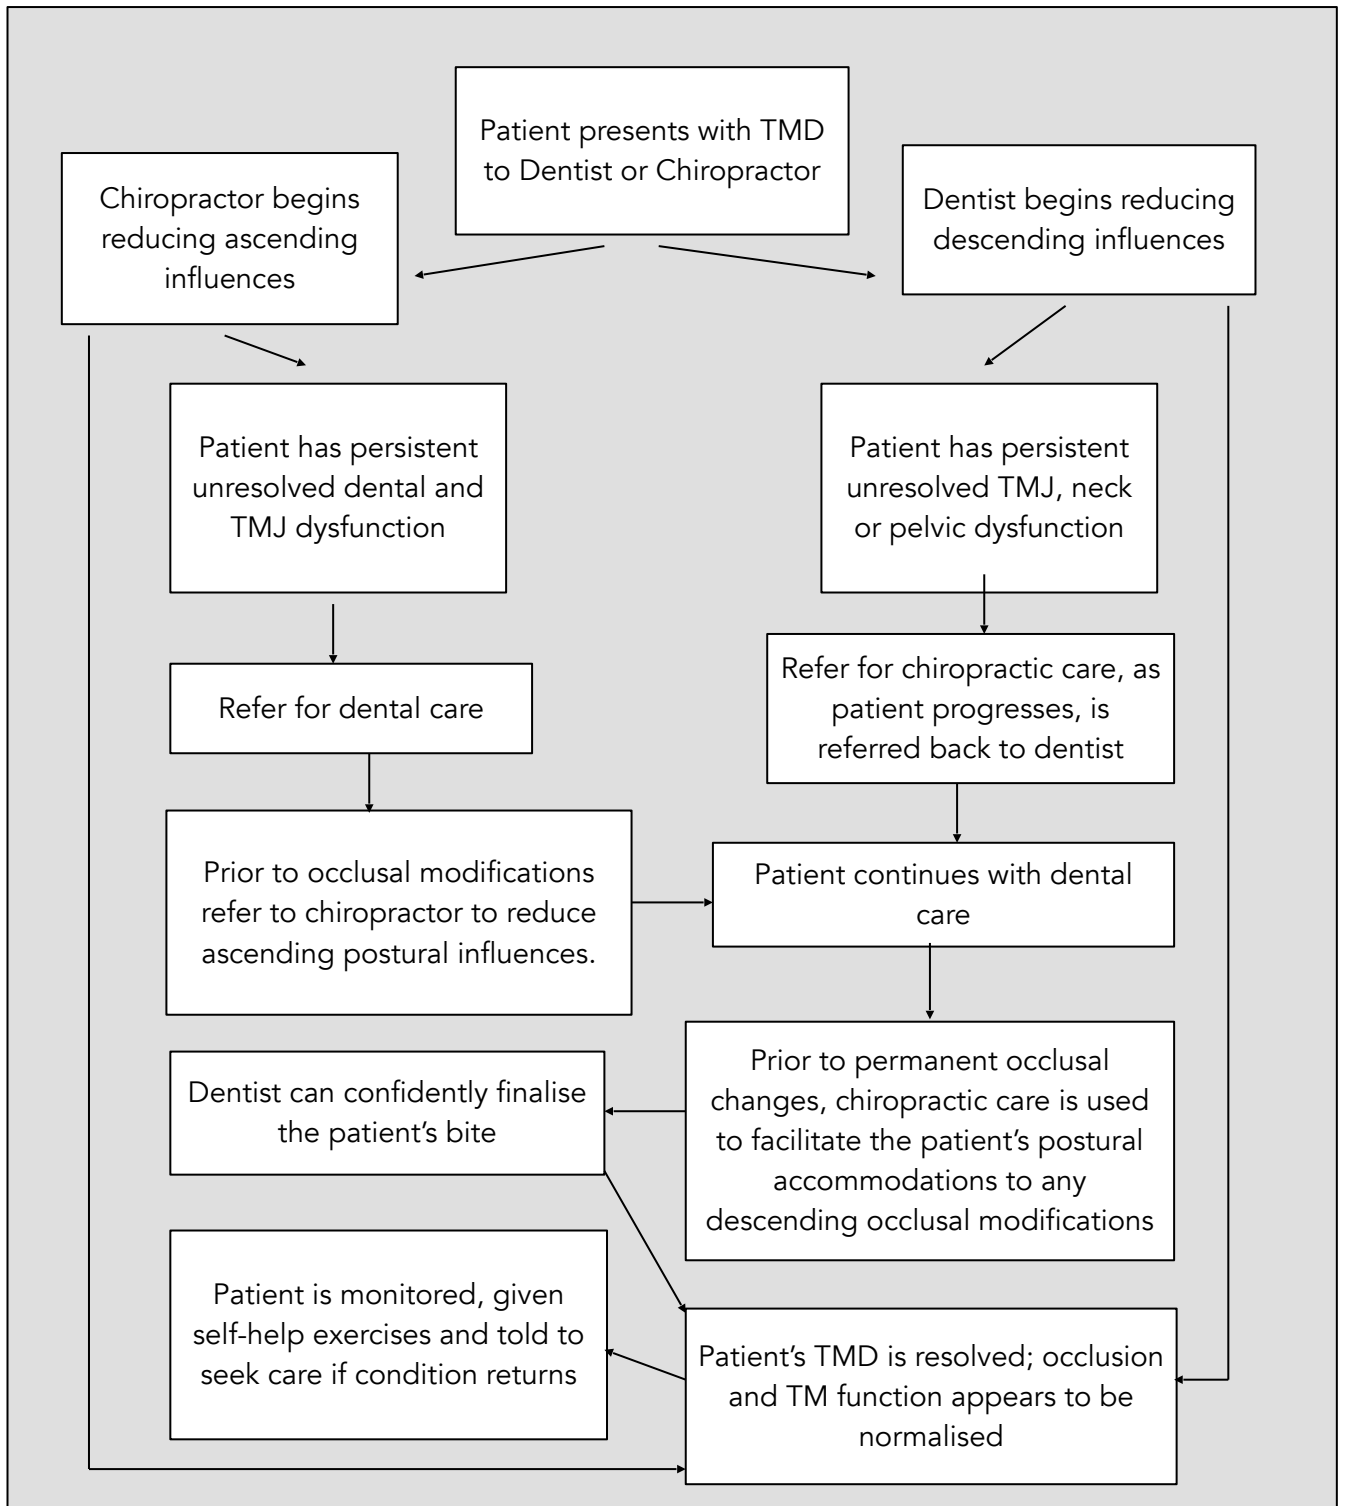 Patient presents with TMD
to Dentist or Chiropractor
Chiropractor begins
reducing ascending
influences
Dentist begins reducing
descending influences
Patient has persistent
unresolved dental and
TMJ dysfunction
Patient has persistent
unresolved TMJ, neck
or pelvic dysfunction
Refer for dental care
Refer for chiropractic care, as
patient progresses, is
referred back to dentist
Prior to occlusal modifications
refer to chiropractor to reduce
ascending postural influences.
Patient continues with dental
care
Dentist can confidently finalise
the patient’s bite
Prior to permanent occlusal
changes, chiropractic care is used
to facilitate the patient’s postural
accommodations to any
descending occlusal modifications
Patient is monitored, given
self-help exercises and told to
seek care if condition returns
Patient’s TMD is resolved; occlusion
and TM function appears to be
normalised